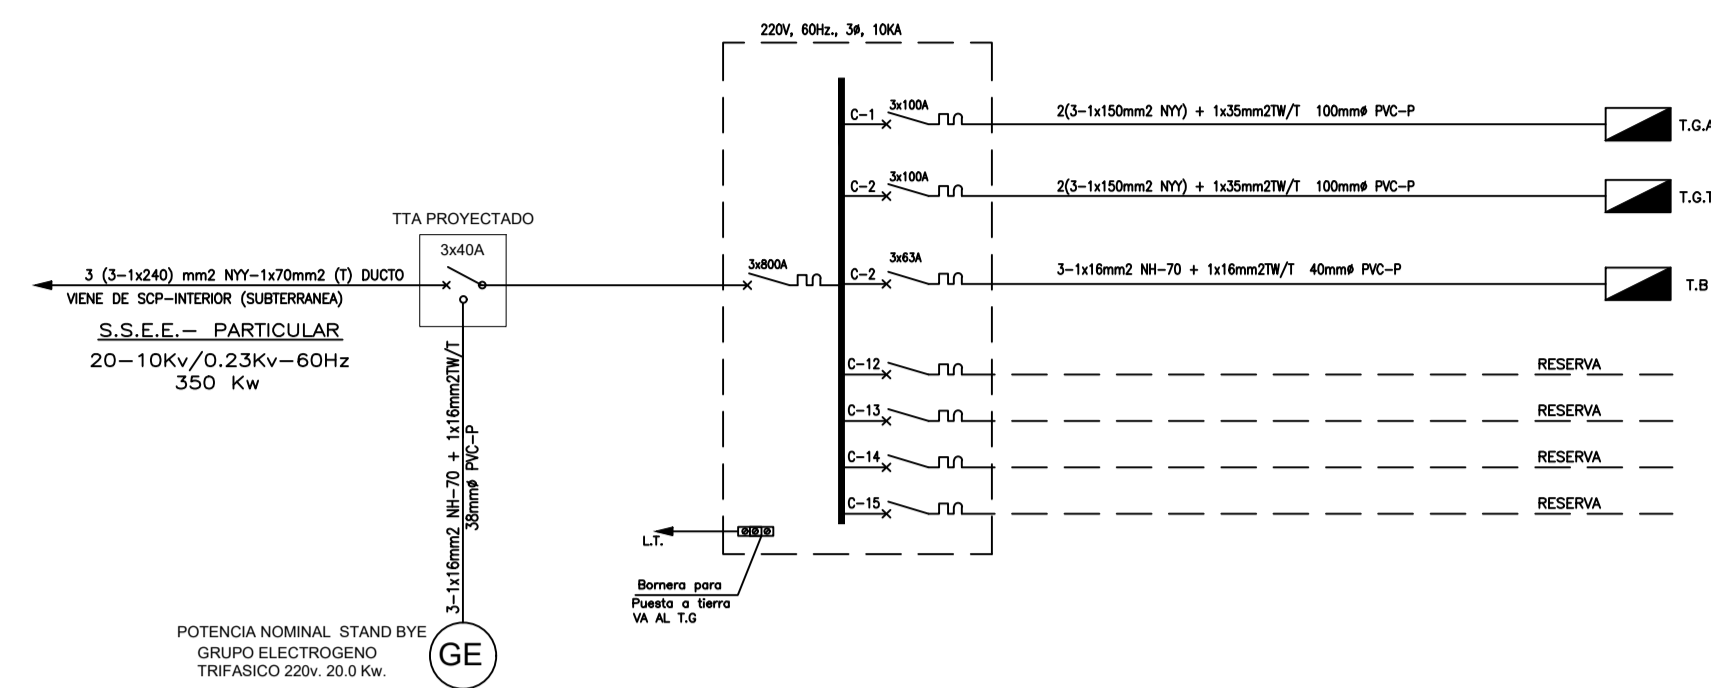 220V, 60Hz., 3ø, 10KA
C-1 3x100A 2(3-1x150mm2 NYY) + 1x35mm2TW/T 100mmø PVC-P T.G.A
C-2 3x100A 2(3-1x150mm2 NYY) + 1x35mm2TW/T 100mmø PVC-P T.G.T
TTA PROYECTADO
3x40A
3 (3-1x240) mm2 NYY-1x70mm2 (T) DUCTO
VIENE DE SCP-INTERIOR (SUBTERRANEA)
S.S.E.E.- PARTICULAR
20-10Kv/0.23Kv-60Hz
350 Kw
3x800A
C-2 3x63A 3-1x16mm2 NH-70 + 1x16mm2TW/T 40mmø PVC-P T.B
C-12 RESERVA
C-13 RESERVA
C-14 RESERVA
C-15 RESERVA
3-1x16mm2 NH-70 + 1x16mm2TW/T
38mmø PVC-P
L.T.
Bornera para
Puesta a tierra
VA AL T.G
POTENCIA NOMINAL STAND BYE
GRUPO ELECTROGENO
TRIFASICO 220v. 20.0 Kw.
GE